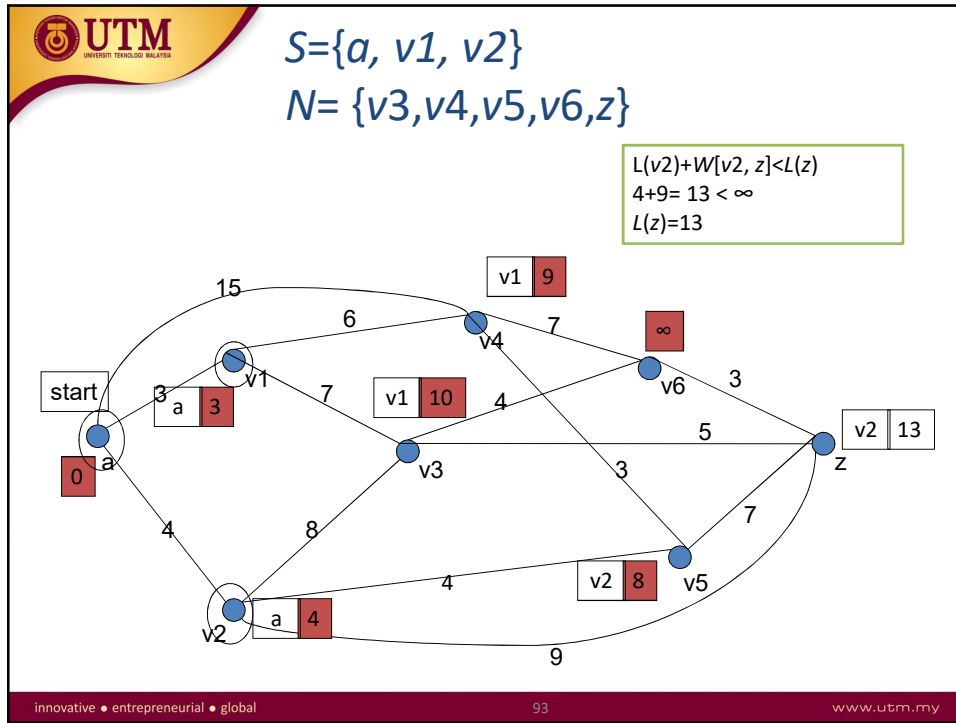 UTM
UNIVERSITI TEKNOLOGI MALAYSIA
S={a, v1, v2}
N= {v3,v4,v5,v6,z}
L(v2)+W[v2, z]<L(z)
4+9= 13 < ∞
L(z)=13
v1 9
15
6
7
v4
∞
start
3
v1
a 3
7
v1 10
4
v6
3
5
v2 13
a
0
v3
z
3
4
8
7
4
v2 8
v5
v2
a 4
9
innovative ● entrepreneurial ● global
93
www.utm.my